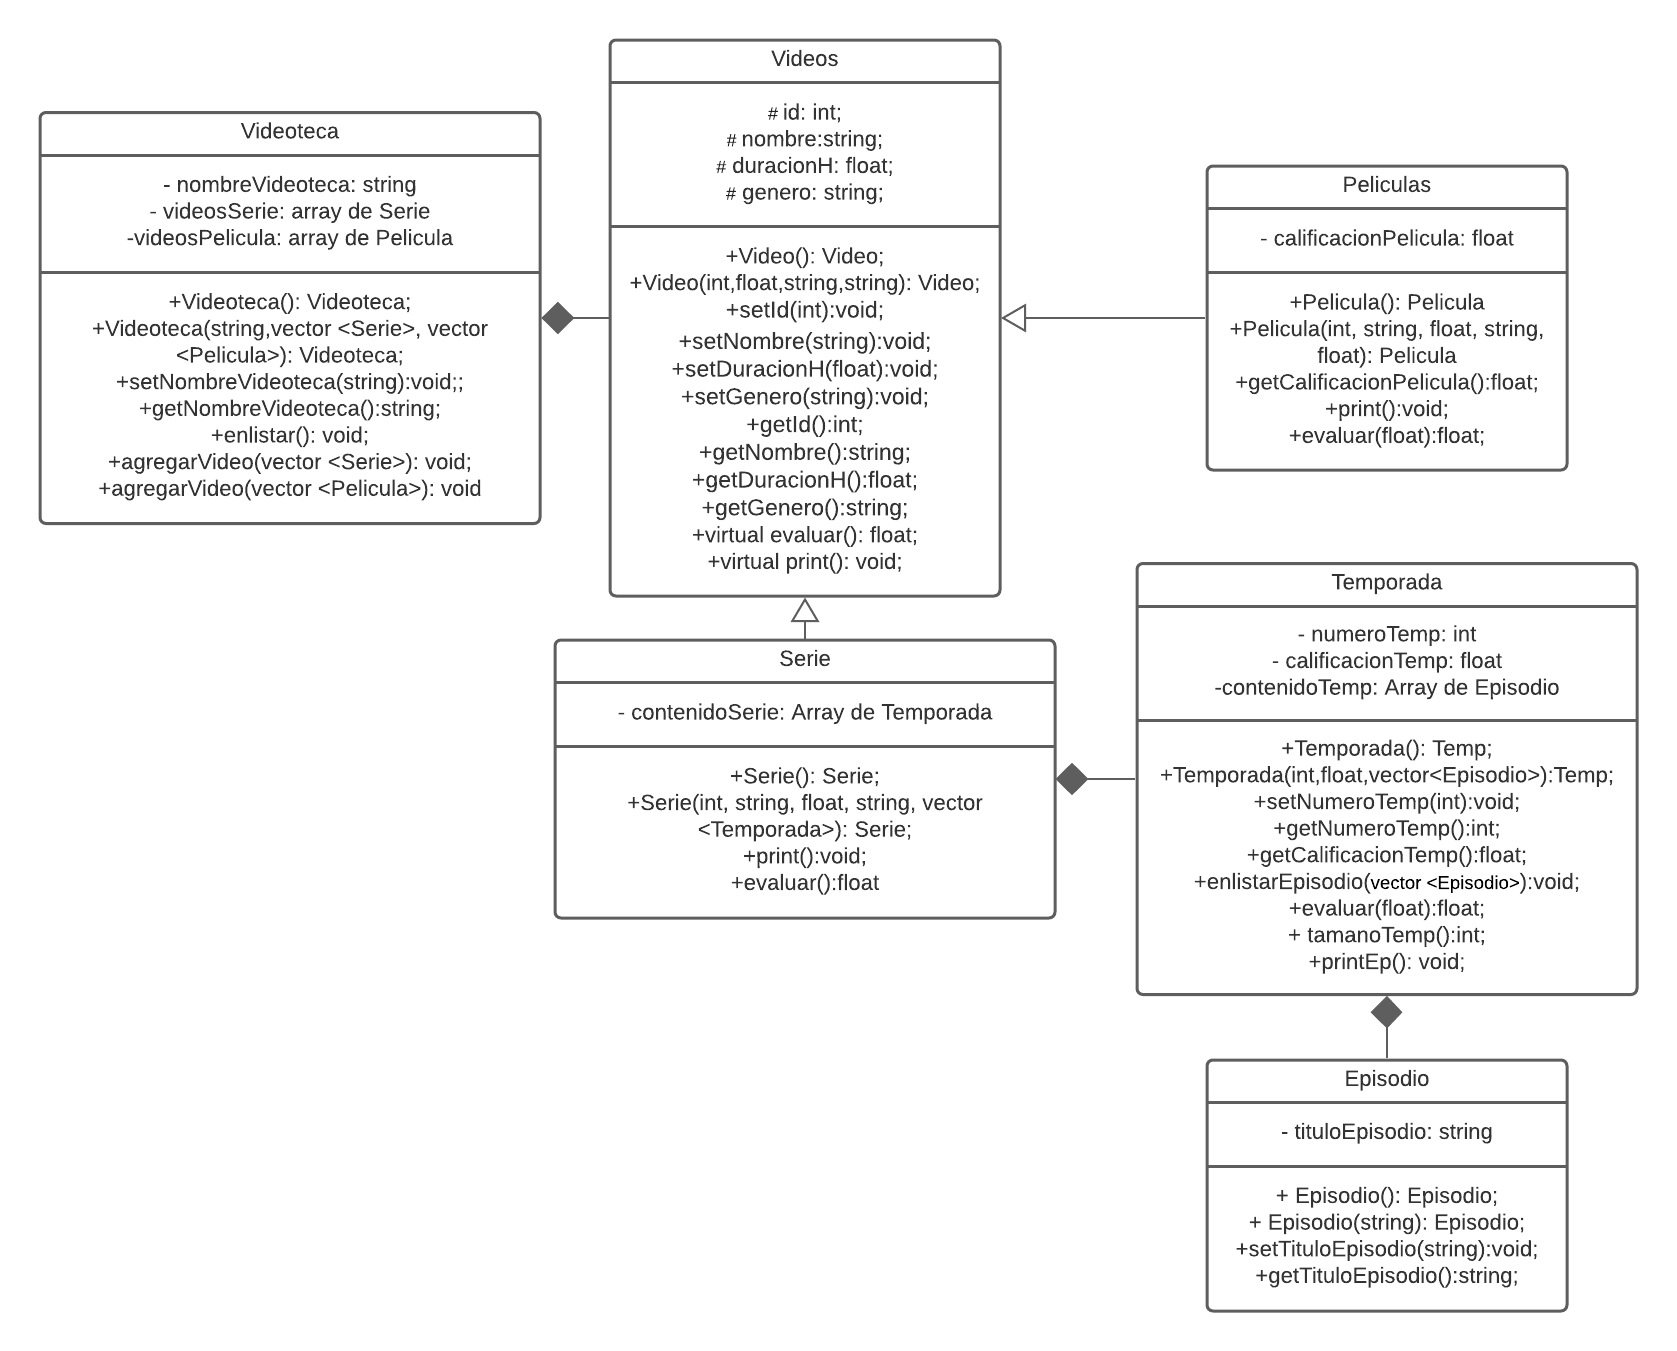 Videoteca
- nombreVideoteca: string
- videosSerie: array de Serie
-videosPelicula: array de Pelicula
+Videoteca(): Videoteca;
+Videoteca(string,vector <Serie>, vector
<Pelicula>): Videoteca;
+setNombreVideoteca(string):void;;
+getNombreVideoteca():string;
+enlistar(): void;
+agregarVideo(vector <Serie>): void;
+agregarVideo(vector <Pelicula>): void
Videos
# id: int;
# nombre:string;
# duracionH: float;
# genero: string;
+Video(): Video;
+Video(int,float,string,string): Video;
+setId(int):void;
+setNombre(string):void;
+setDuracionH(float):void;
+setGenero(string):void;
+getId():int;
+getNombre():string;
+getDuracionH():float;
+getGenero():string;
+virtual evaluar(): float;
+virtual print(): void;
Peliculas
- calificacionPelicula: float
+Pelicula(): Pelicula
+Pelicula(int, string, float, string,
float): Pelicula
+getCalificacionPelicula():float;
+print():void;
+evaluar(float):float;
Serie
- contenidoSerie: Array de Temporada
+Serie(): Serie;
+Serie(int, string, float, string, vector
<Temporada>): Serie;
+print():void;
+evaluar():float
Temporada
- numeroTemp: int
- calificacionTemp: float
-contenidoTemp: Array de Episodio
+Temporada(): Temp;
+Temporada(int,float,vector<Episodio>):Temp;
+setNumeroTemp(int):void;
+getNumeroTemp():int;
+getCalificacionTemp():float;
+enlistarEpisodio(vector <Episodio>):void;
+evaluar(float):float;
+ tamanoTemp():int;
+printEp(): void;
Episodio
- tituloEpisodio: string
+ Episodio(): Episodio;
+ Episodio(string): Episodio;
+setTituloEpisodio(string):void;
+getTituloEpisodio():string;